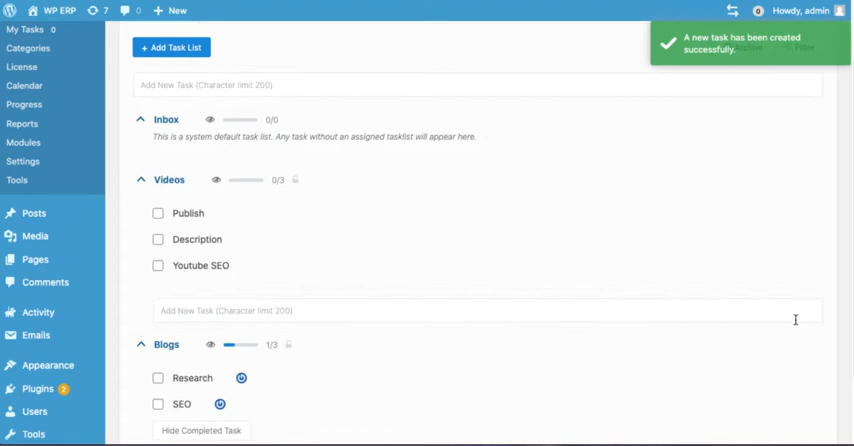 WP ERP 7 0 + New 0 Howdy, admin
My Tasks 0
Categories
License
Calendar
Progress
Reports
Modules
Settings
Tools
Posts
Media
Pages
Comments
Activity
Emails
Appearance
Plugins 2
Users
Tools
+ Add Task List
A new task has been created
successfully.
Archive Filter
Add New Task (Character limit 200)
Inbox 0/0
This is a system default task list. Any task without an assigned tasklist will appear here.
Videos 0/3
Publish
Description
Youtube SEO
Add New Task (Character limit 200)
Blogs 1/3
Research
SEO
Hide Completed Task